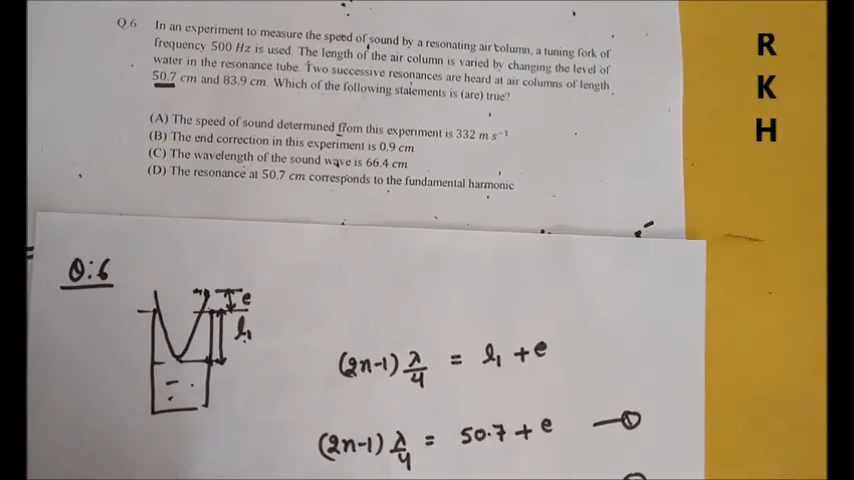 Q.6 In an experiment to measure the speed of sound by a resonating air column, a tuning fork of
frequency 500 Hz is used. The length of the air column is varied by changing the level of
water in the resonance tube. Two successive resonances are heard at air columns of length
50.7 cm and 83.9 cm. Which of the following statements is (are) true?
(A) The speed of sound determined from this experiment is 332 m s⁻¹
(B) The end correction in this experiment is 0.9 cm
(C) The wavelength of the sound wave is 66.4 cm
(D) The resonance at 50.7 cm corresponds to the fundamental harmonic
R
K
H
Q:6
e
l₁
(2n-1) λ/4 = l₁ + e
(2n-1) λ/4 = 50.7 + e — ①